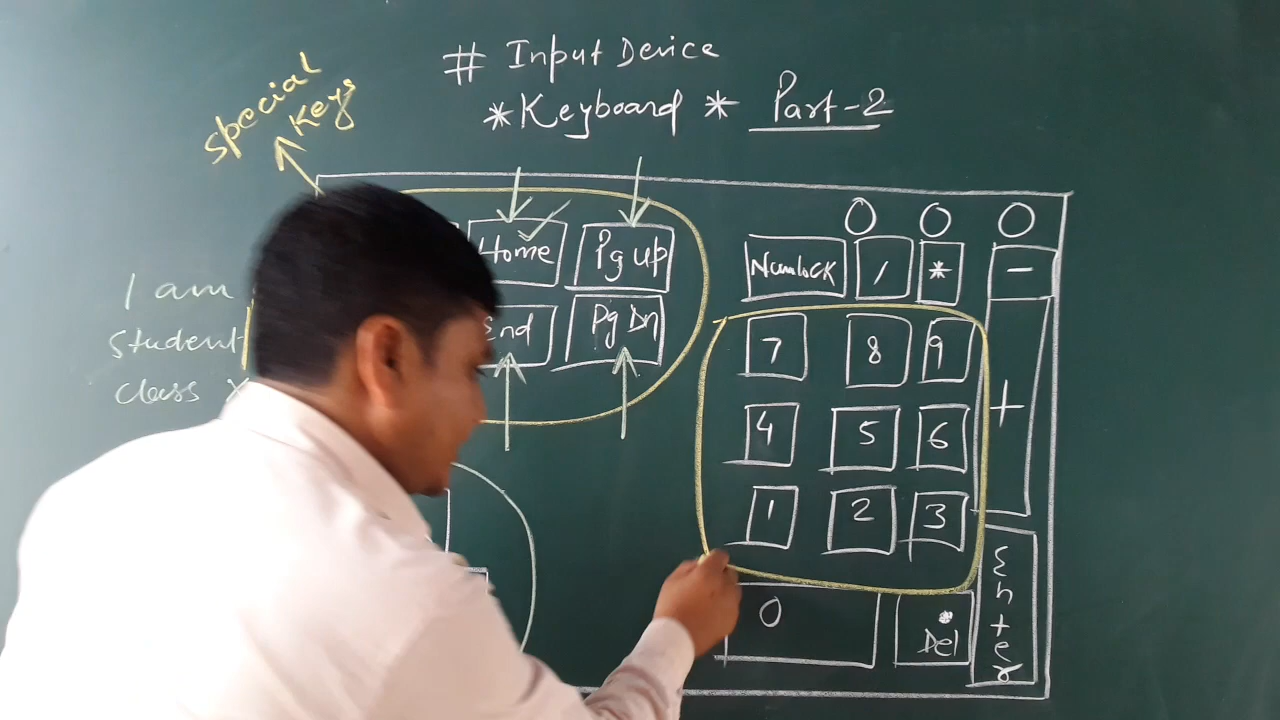 # Input Device
* Keyboard * Part-2
special
Keys
Home
Pg up
End
Pg Dn
I am
student
class
Numlock
/
*
-
7
8
9
+
4
5
6
1
2
3
Enter
0
.
Del